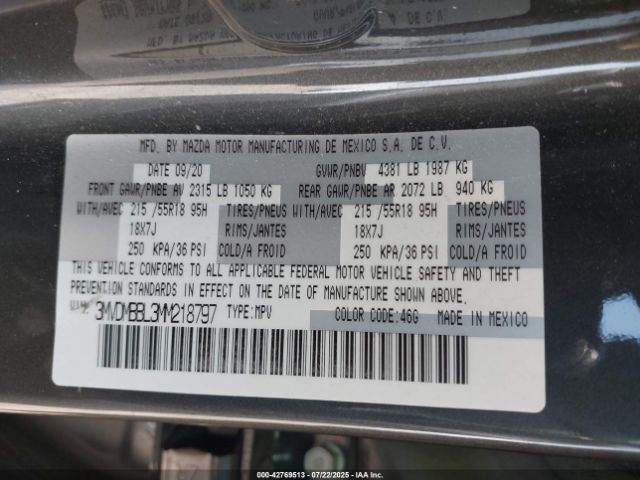 MFD. BY MAZDA MOTOR MANUFACTURING DE MEXICO S.A. DE C.V.
DATE 09/20 GVWR/PNBV 4381 LB 1987 KG
FRONT GAWR/PNBE AV 2315 LB 1050 KG REAR GAWR/PNBE AR 2072 LB 940 KG
WITH/AVEC 215 /55R18 95H TIRES/PNEUS WITH/AVEC 215 /55R18 95H TIRES/PNEUS
18X7J RIMS/JANTES 18X7J RIMS/JANTES
250 KPA/36 PSI COLD/A FROID 250 KPA/36 PSI COLD/A FROID
THIS VEHICLE CONFORMS TO ALL APPLICABLE FEDERAL MOTOR VEHICLE SAFETY AND THEFT
PREVENTION STANDARDS IN EFFECT ON THE DATE OF MANUFACTURE SHOWN ABOVE.
3MVDMBBL3MM218797 TYPE:MPV COLOR CODE:46G MADE IN MEXICO
000-42769513 07/22/2025 IAAI.COM